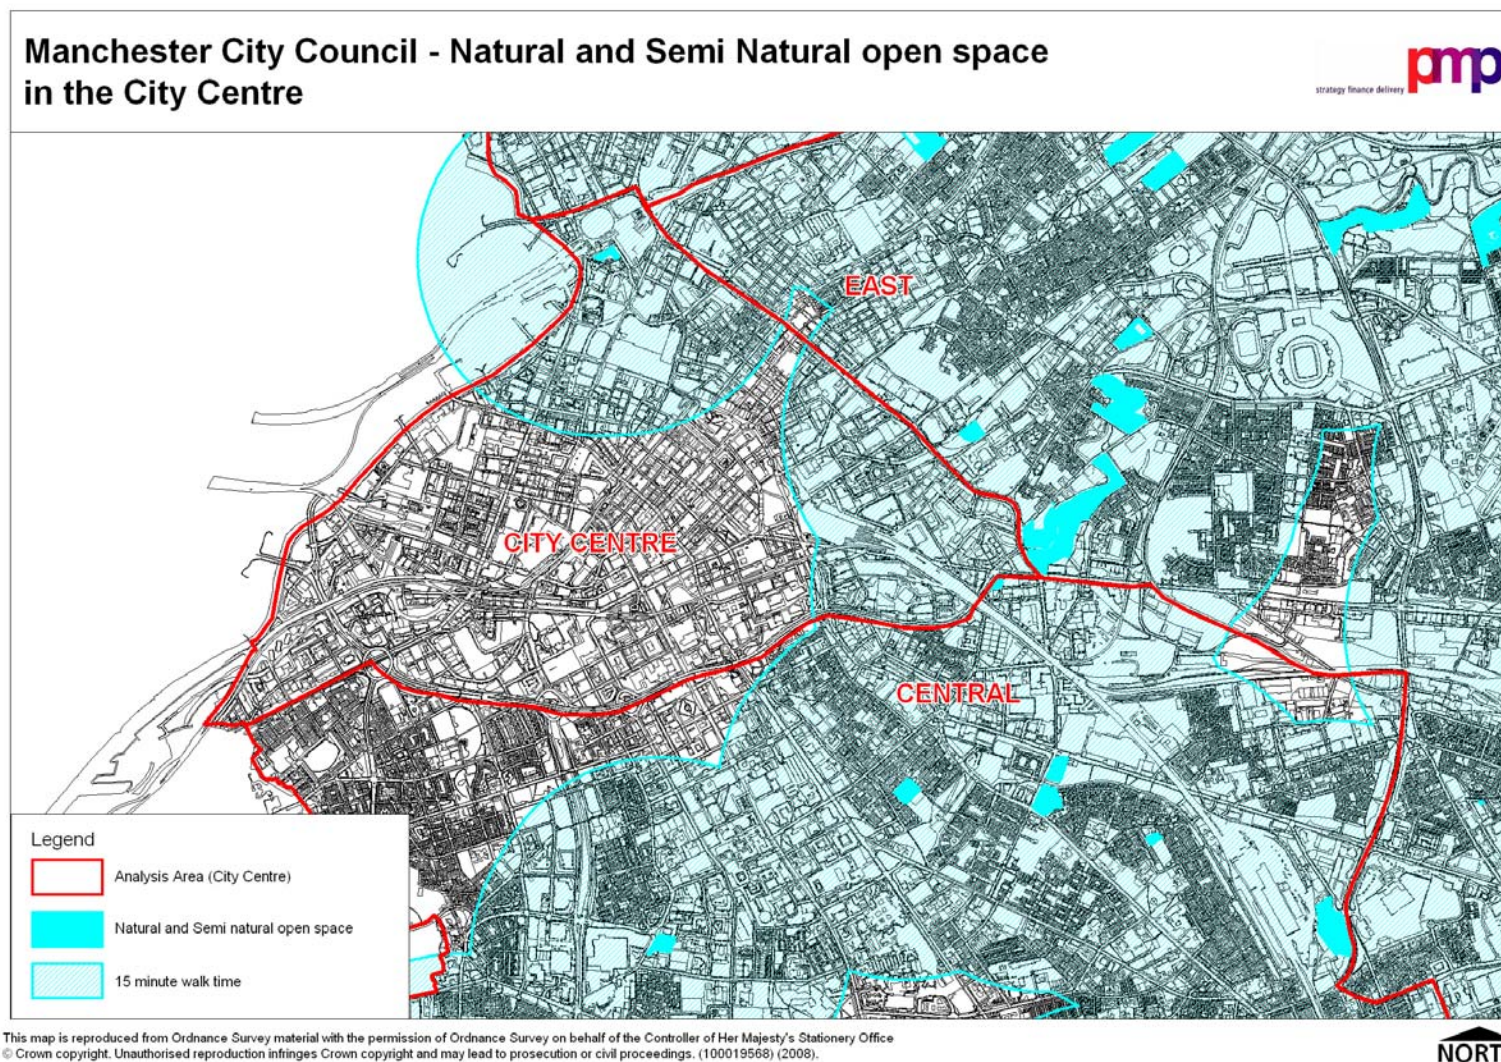 Manchester City Council - Natural and Semi Natural open space
in the City Centre
strategy finance delivery pmp
EAST
CITY CENTRE
CENTRAL
Legend
Analysis Area (City Centre)
Natural and Semi natural open space
15 minute walk time
This map is reproduced from Ordnance Survey material with the permission of Ordnance Survey on behalf of the Controller of Her Majesty's Stationery Office
© Crown copyright. Unauthorised reproduction infringes Crown copyright and may lead to prosecution or civil proceedings. (100019568) (2008).
NORT